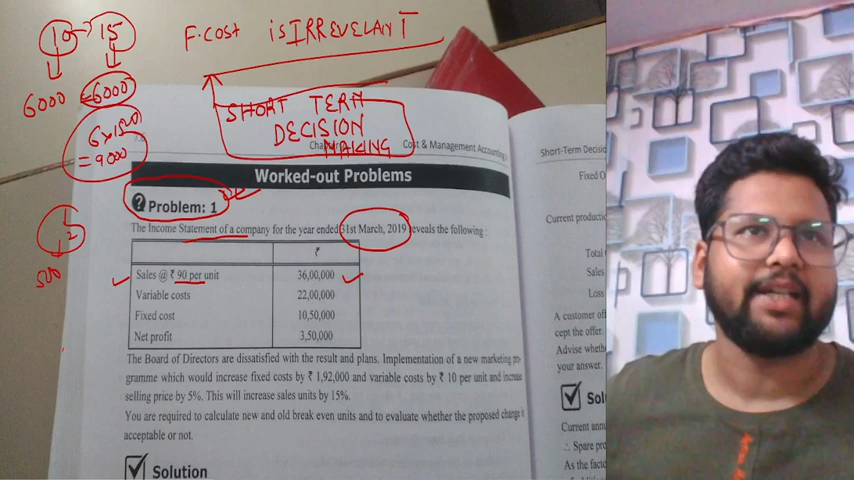 10 → 15
F.COST is IRREVELANT
6000
6000
6x1500
= 9000
SHORT TERM
DECISION
MAKING
Cost & Management Accounting
Short-Term Decisio
Worked-out Problems
Problem: 1
The Income Statement of a company for the year ended 31st March, 2019 reveals the following :
₹
Sales @ ₹ 90 per unit 36,00,000
Variable costs 22,00,000
Fixed cost 10,50,000
Net profit 3,50,000
The Board of Directors are dissatisfied with the result and plans. Implementation of a new marketing pro-
gramme which would increase fixed costs by ₹ 1,92,000 and variable costs by ₹ 10 per unit and increase
selling price by 5%. This will increase sales units by 15%.
You are required to calculate new and old break even units and to evaluate whether the proposed change is
acceptable or not.
Solution
1
2
500
Fixed O
Current productio
Total
Sales
Loss
A customer of
cept the offer.
Advise wheth
your answer.
Sol
Current ann
∴ Spare pro
As the facto